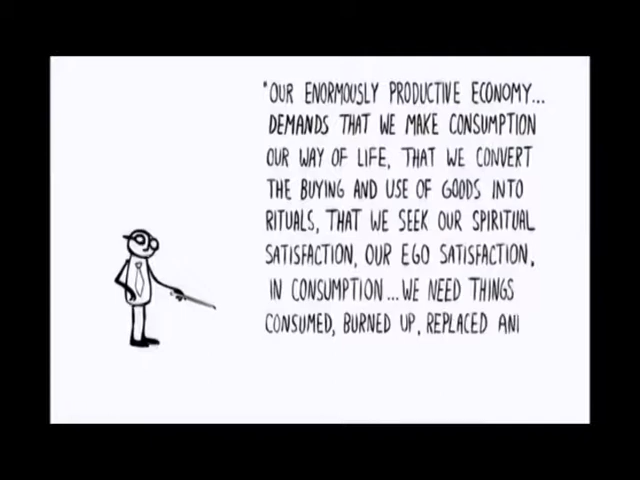 "OUR ENORMOUSLY PRODUCTIVE ECONOMY...
DEMANDS THAT WE MAKE CONSUMPTION
OUR WAY OF LIFE, THAT WE CONVERT
THE BUYING AND USE OF GOODS INTO
RITUALS, THAT WE SEEK OUR SPIRITUAL
SATISFACTION, OUR EGO SATISFACTION,
IN CONSUMPTION...WE NEED THINGS
CONSUMED, BURNED UP, REPLACED AN